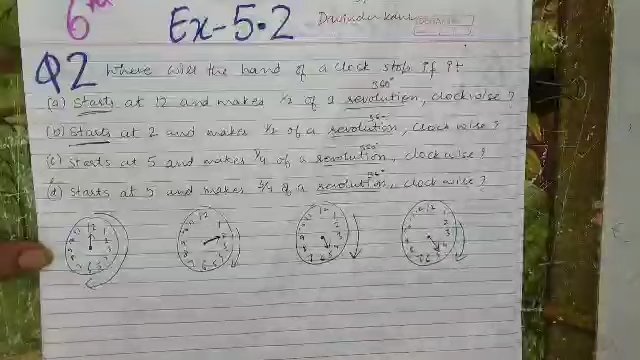 6th
Ex-5.2
Davinder kaur
Q2 Where will the hand of a clock stop if it
360°
(a) Starts at 12 and makes 1/2 of a revolution, clockwise?
360
(b) Starts at 2 and makes 1/2 of a revolution, clockwise?
360°
(c) Starts at 5 and makes 1/4 of a revolution, clockwise?
360°
(d) Starts at 5 and makes 3/4 of a revolution, clockwise?